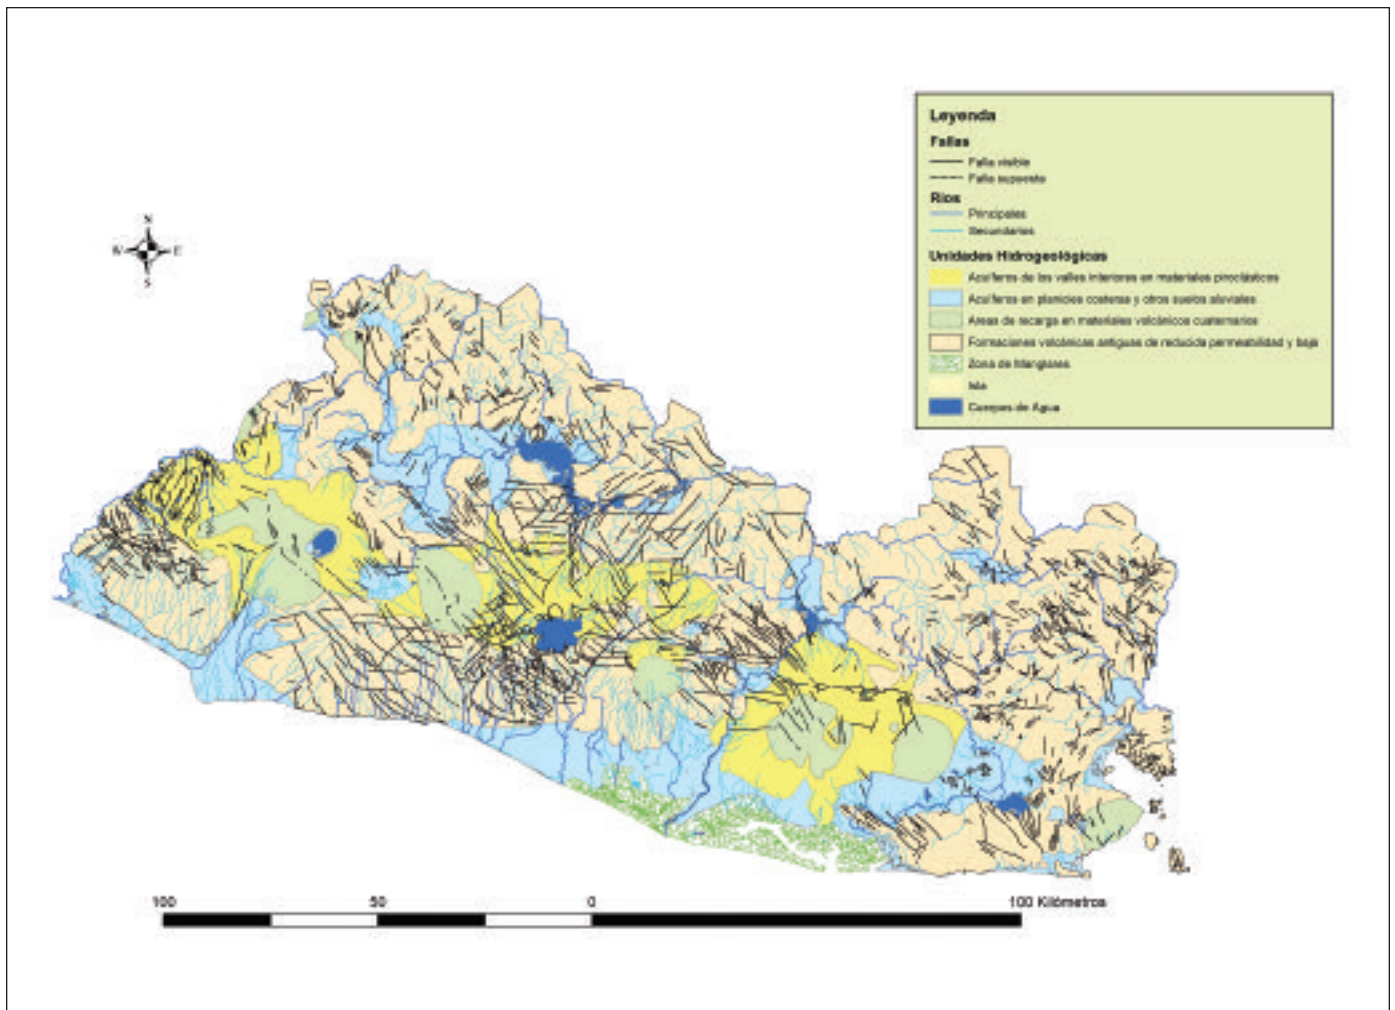 Leyenda
Fallas
Falla visible
Falla supuesta
Ríos
Principales
Secundarios
Unidades Hidrogeológicas
Acuíferos de los valles interiores en materiales piroclásticos
Acuíferos en planicies costeras y otros suelos aluviales
Areas de recarga en materiales volcánicos cuaternarios
Formaciones volcánicas antiguas de reducida permeabilidad y baja
Zona de Manglares
Isla
Cuerpos de Agua
N
W E
S
100 50 0 100 Kilómetros